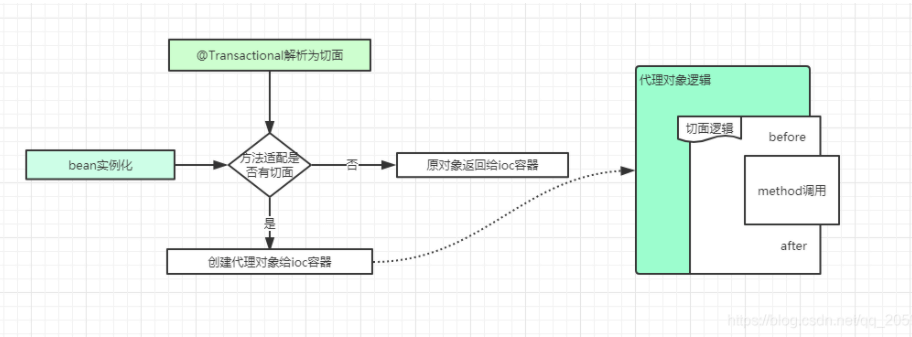 @Transactional解析为切面
代理对象逻辑
切面逻辑
before
bean实例化
方法适配是
否有切面
否
原对象返回给ioc容器
method调用
是
after
创建代理对象给ioc容器
https://blog.csdn.net/qq_205